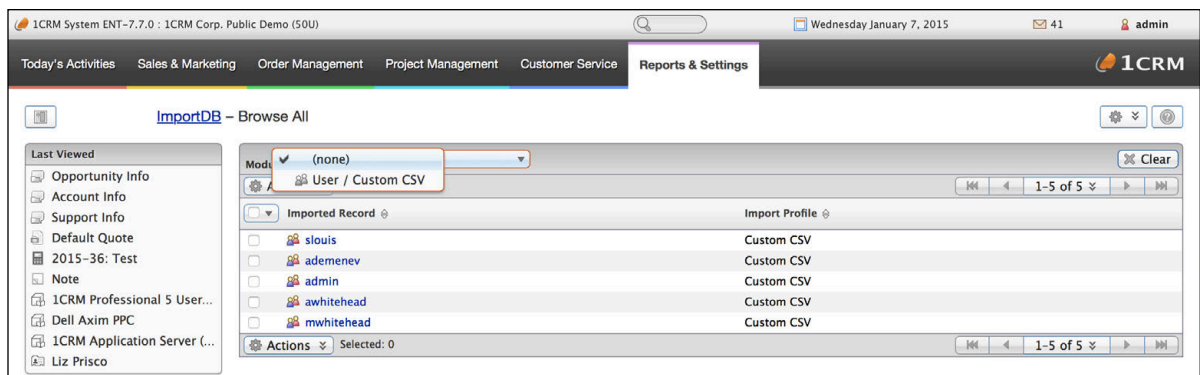 1CRM System ENT-7.7.0 : 1CRM Corp. Public Demo (50U)
Wednesday January 7, 2015
41
admin
Today's Activities
Sales & Marketing
Order Management
Project Management
Customer Service
Reports & Settings
1CRM
ImportDB – Browse All
Last Viewed
Opportunity Info
Account Info
Support Info
Default Quote
2015-36: Test
Note
1CRM Professional 5 User...
Dell Axim PPC
1CRM Application Server (...
Liz Prisco
(none)
User / Custom CSV
Clear
1-5 of 5
Imported Record
Import Profile
slouis Custom CSV
ademenev Custom CSV
admin Custom CSV
awhitehead Custom CSV
mwhitehead Custom CSV
Actions
Selected: 0
1-5 of 5